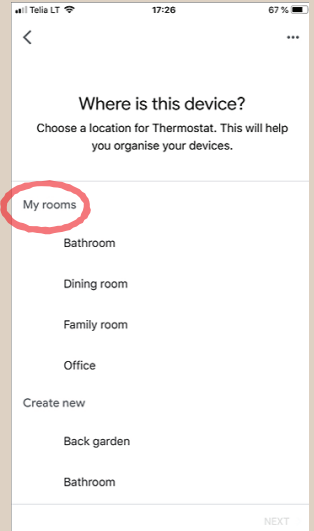 Telia LT 17:26 67 %
Where is this device?
Choose a location for Thermostat. This will help
you organise your devices.
My rooms
Bathroom
Dining room
Family room
Office
Create new
Back garden
Bathroom
NEXT